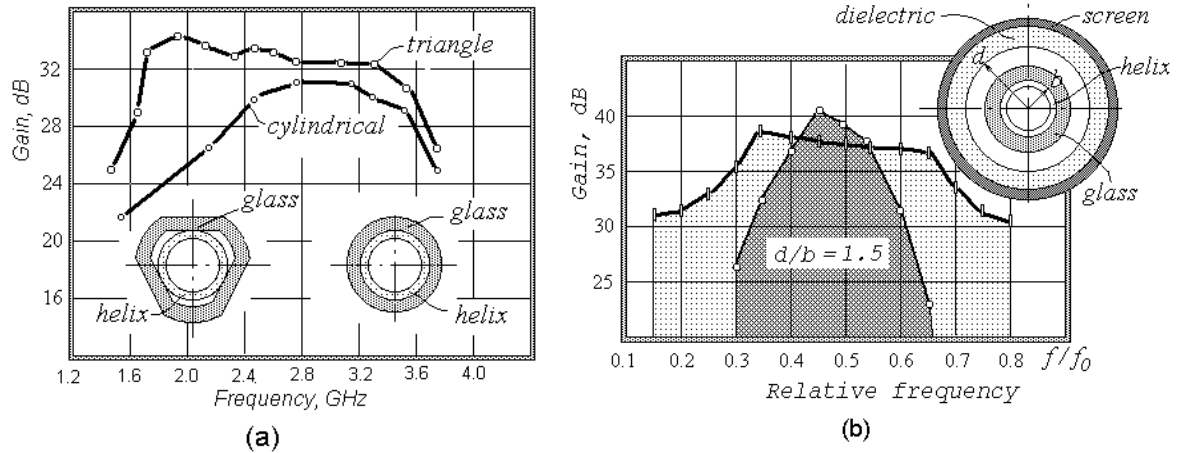 32
28
24
20
16
Gain, dB
triangle
cylindrical
glass
glass
helix
helix
1.2
1.6
2.0
2.4
2.8
3.2
3.6
4.0
Frequency, GHz
(a)
dielectric
screen
d
b
helix
glass
40
35
30
25
Gain, dB
d/b = 1.5
0.1
0.2
0.3
0.4
0.5
0.6
0.7
0.8
f/f0
Relative frequency
(b)